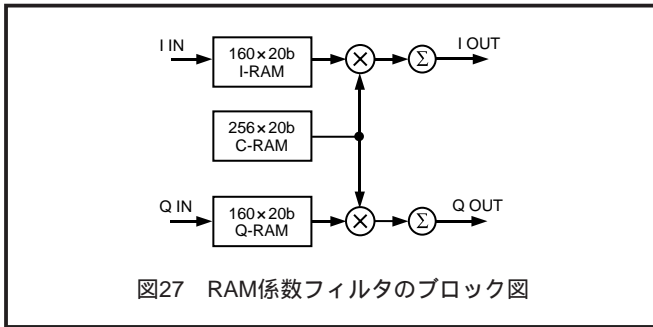 I IN
160×20b
I-RAM
×
Σ
I OUT
256×20b
C-RAM
Q IN
160×20b
Q-RAM
×
Σ
Q OUT
図27 RAM係数フィルタのブロック図